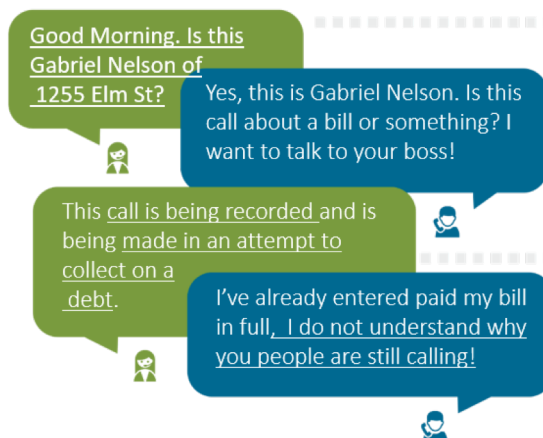 Good Morning. Is this
Gabriel Nelson of
1255 Elm St?
Yes, this is Gabriel Nelson. Is this
call about a bill or something? I
want to talk to your boss!
This call is being recorded and is
being made in an attempt to
collect on a
debt.
I've already entered paid my bill
in full, I do not understand why
you people are still calling!